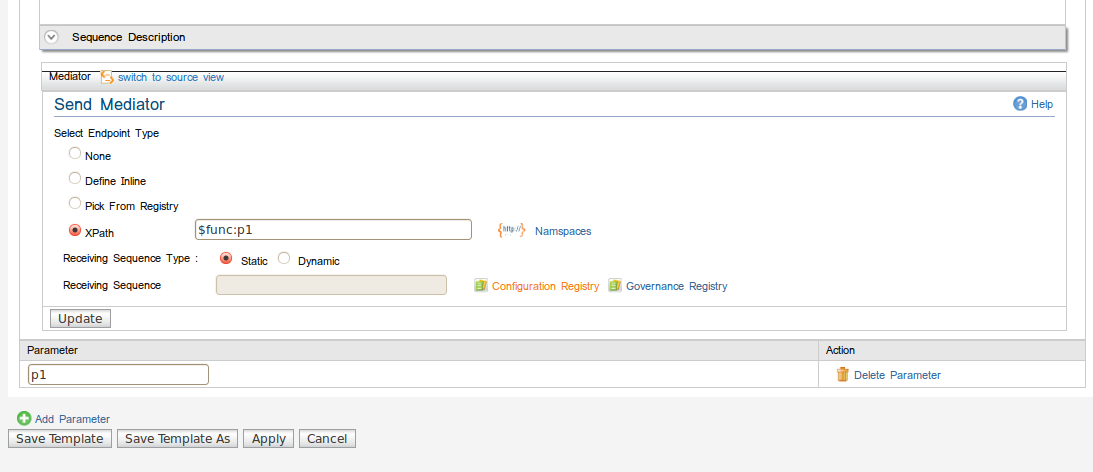 Sequence Description
Mediator switch to source view
Send Mediator Help
Select Endpoint Type
None
Define Inline
Pick From Registry
XPath $func:p1 {http://} Namspaces
Receiving Sequence Type : Static Dynamic
Receiving Sequence Configuration Registry Governance Registry
Update
Parameter Action
p1 Delete Parameter
Add Parameter
Save Template Save Template As Apply Cancel